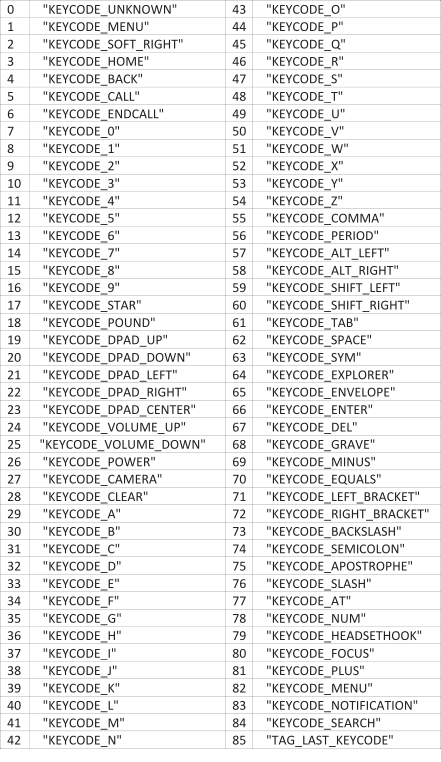 0 "KEYCODE_UNKNOWN" 43 "KEYCODE_O"
1 "KEYCODE_MENU" 44 "KEYCODE_P"
2 "KEYCODE_SOFT_RIGHT" 45 "KEYCODE_Q"
3 "KEYCODE_HOME" 46 "KEYCODE_R"
4 "KEYCODE_BACK" 47 "KEYCODE_S"
5 "KEYCODE_CALL" 48 "KEYCODE_T"
6 "KEYCODE_ENDCALL" 49 "KEYCODE_U"
7 "KEYCODE_0" 50 "KEYCODE_V"
8 "KEYCODE_1" 51 "KEYCODE_W"
9 "KEYCODE_2" 52 "KEYCODE_X"
10 "KEYCODE_3" 53 "KEYCODE_Y"
11 "KEYCODE_4" 54 "KEYCODE_Z"
12 "KEYCODE_5" 55 "KEYCODE_COMMA"
13 "KEYCODE_6" 56 "KEYCODE_PERIOD"
14 "KEYCODE_7" 57 "KEYCODE_ALT_LEFT"
15 "KEYCODE_8" 58 "KEYCODE_ALT_RIGHT"
16 "KEYCODE_9" 59 "KEYCODE_SHIFT_LEFT"
17 "KEYCODE_STAR" 60 "KEYCODE_SHIFT_RIGHT"
18 "KEYCODE_POUND" 61 "KEYCODE_TAB"
19 "KEYCODE_DPAD_UP" 62 "KEYCODE_SPACE"
20 "KEYCODE_DPAD_DOWN" 63 "KEYCODE_SYM"
21 "KEYCODE_DPAD_LEFT" 64 "KEYCODE_EXPLORER"
22 "KEYCODE_DPAD_RIGHT" 65 "KEYCODE_ENVELOPE"
23 "KEYCODE_DPAD_CENTER" 66 "KEYCODE_ENTER"
24 "KEYCODE_VOLUME_UP" 67 "KEYCODE_DEL"
25 "KEYCODE_VOLUME_DOWN" 68 "KEYCODE_GRAVE"
26 "KEYCODE_POWER" 69 "KEYCODE_MINUS"
27 "KEYCODE_CAMERA" 70 "KEYCODE_EQUALS"
28 "KEYCODE_CLEAR" 71 "KEYCODE_LEFT_BRACKET"
29 "KEYCODE_A" 72 "KEYCODE_RIGHT_BRACKET"
30 "KEYCODE_B" 73 "KEYCODE_BACKSLASH"
31 "KEYCODE_C" 74 "KEYCODE_SEMICOLON"
32 "KEYCODE_D" 75 "KEYCODE_APOSTROPHE"
33 "KEYCODE_E" 76 "KEYCODE_SLASH"
34 "KEYCODE_F" 77 "KEYCODE_AT"
35 "KEYCODE_G" 78 "KEYCODE_NUM"
36 "KEYCODE_H" 79 "KEYCODE_HEADSETHOOK"
37 "KEYCODE_I" 80 "KEYCODE_FOCUS"
38 "KEYCODE_J" 81 "KEYCODE_PLUS"
39 "KEYCODE_K" 82 "KEYCODE_MENU"
40 "KEYCODE_L" 83 "KEYCODE_NOTIFICATION"
41 "KEYCODE_M" 84 "KEYCODE_SEARCH"
42 "KEYCODE_N" 85 "TAG_LAST_KEYCODE"